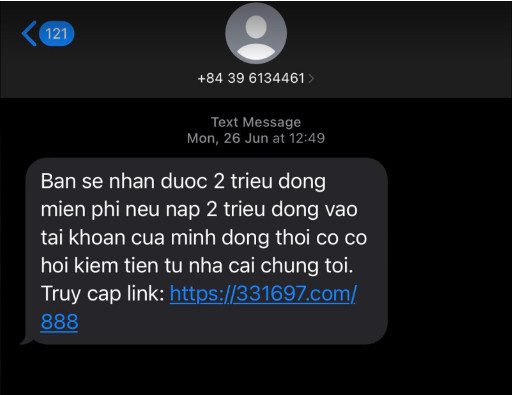 121
+84 39 6134461
Text Message
Mon, 26 Jun at 12:49
Ban se nhan duoc 2 trieu dong
mien phi neu nap 2 trieu dong vao
tai khoan cua minh dong thoi co co
hoi kiem tien tu nha cai chung toi.
Truy cap link: https://331697.com/
888